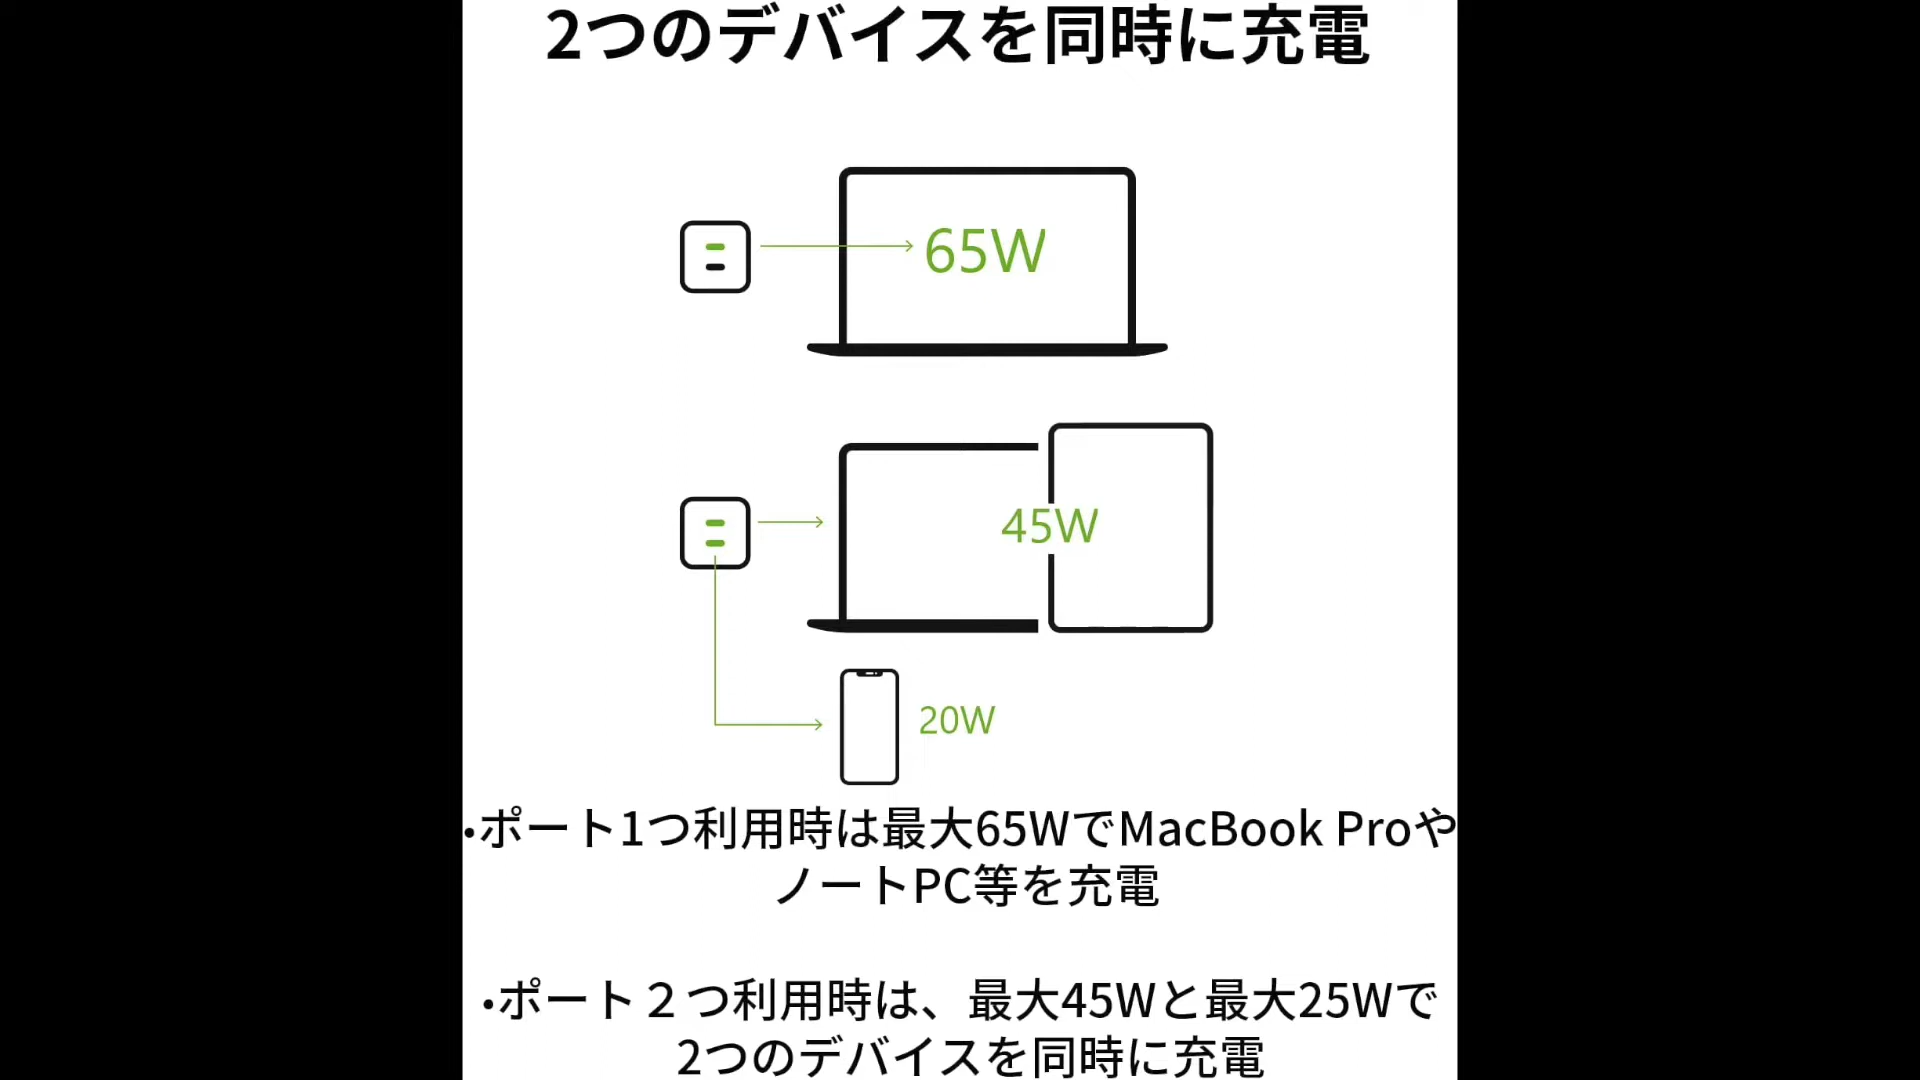 2つのデバイスを同時に充電
65W
45W
20W
•ポート1つ利用時は最大65WでMacBook Proや
ノートPC等を充電
•ポート２つ利用時は、最大45Wと最大25Wで
2つのデバイスを同時に充電